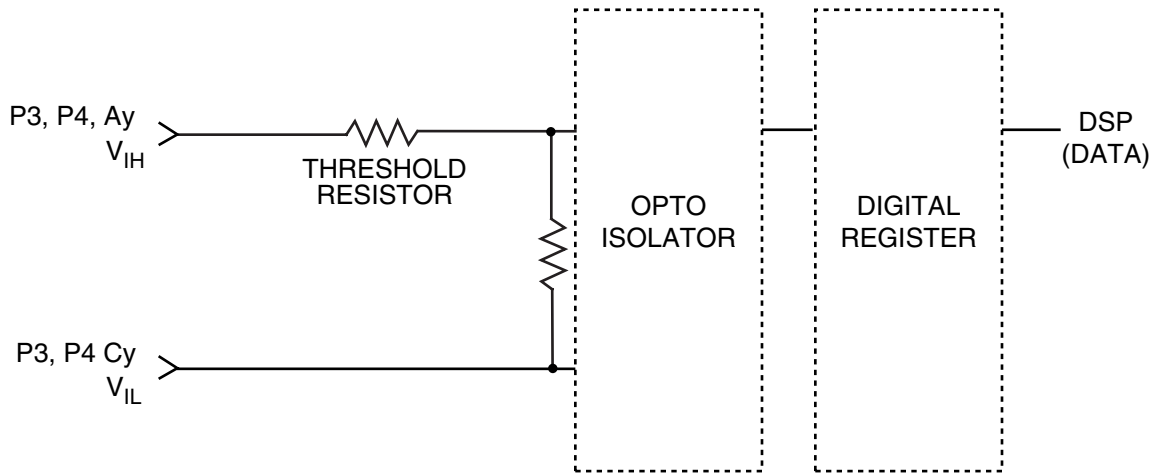 P3, P4, Ay
VIH
THRESHOLD
RESISTOR
P3, P4 Cy
VIL
OPTO
ISOLATOR
DIGITAL
REGISTER
DSP
(DATA)